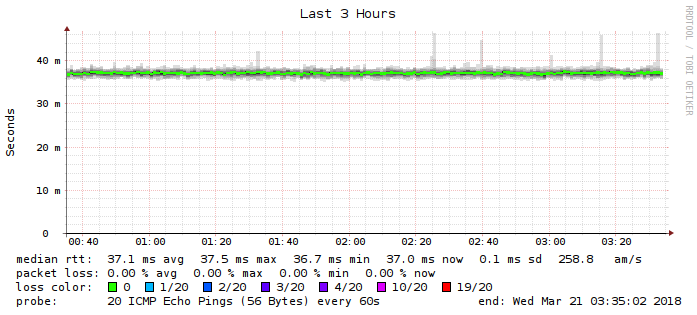 Last 3 Hours
RRDTOOL / TOBI OETIKER
Seconds
40 m
30 m
20 m
10 m
0
00:40 01:00 01:20 01:40 02:00 02:20 02:40 03:00 03:20
median rtt: 37.1 ms avg 37.5 ms max 36.7 ms min 37.0 ms now 0.1 ms sd 258.8 am/s
packet loss: 0.00 % avg 0.00 % max 0.00 % min 0.00 % now
loss color: 0 1/20 2/20 3/20 4/20 10/20 19/20
probe: 20 ICMP Echo Pings (56 Bytes) every 60s end: Wed Mar 21 03:35:02 2018